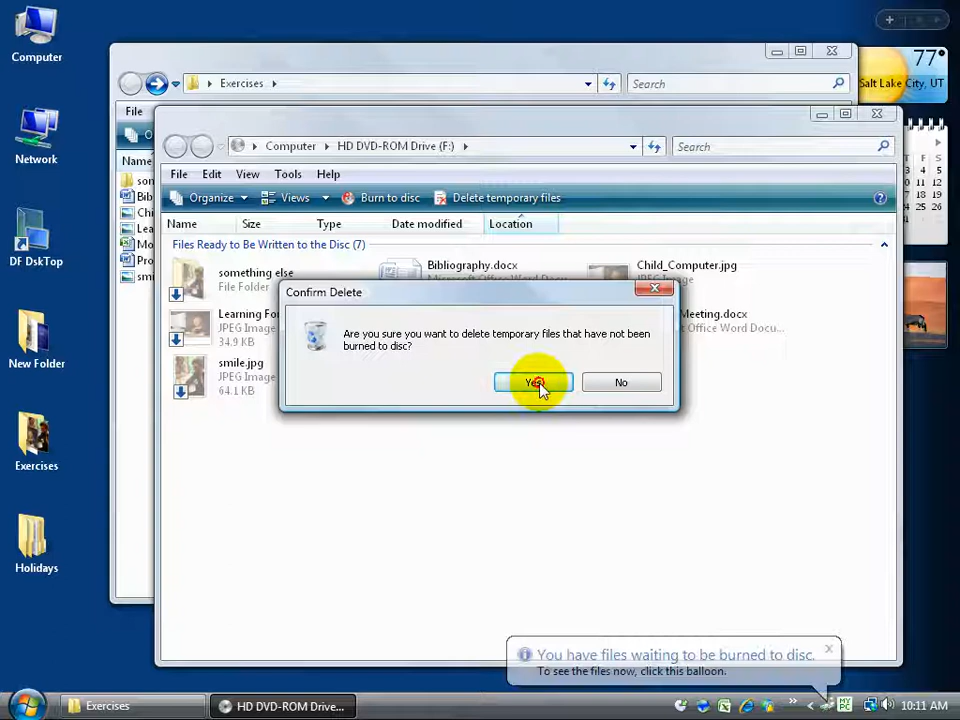 Computer
Network
DF DskTop
New Folder
Exercises
Holidays
77°
Salt Lake City, UT
Exercises
Search
File
Name
HD DVD-ROM Drive (F:)
Computer
Search
File Edit View Tools Help
Organize Views Burn to disc Delete temporary files
Name Size Type Date modified Location
Files Ready to Be Written to the Disc (7)
something else
File Folder
Bibliography.docx
Microsoft Office Word Docum...
Child_Computer.jpg
JPEG Image
JPEG Image
34.9 KB
Meeting.docx
smile.jpg
JPEG Image
64.1 KB
Confirm Delete
Are you sure you want to delete temporary files that have not been
burned to disc?
Yes No
You have files waiting to be burned to disc.
To see the files now, click this balloon.
Exercises
HD DVD-ROM Drive...
10:11 AM